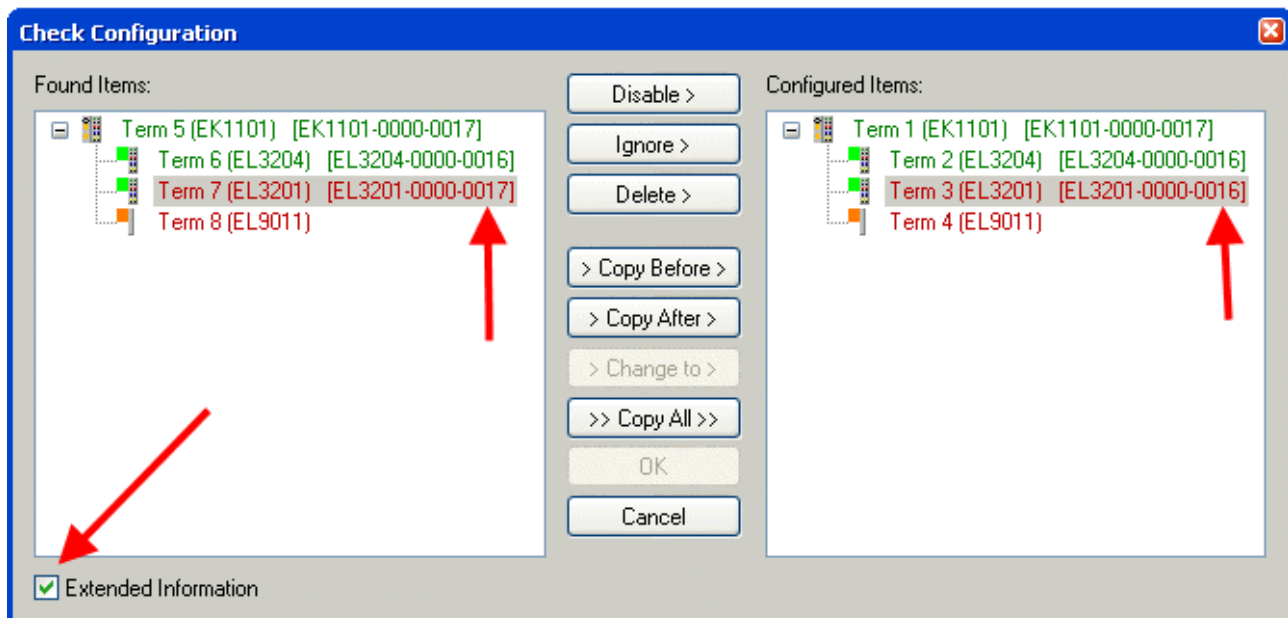 Check Configuration
Found Items:
Term 5 (EK1101) [EK1101-0000-0017]
Term 6 (EL3204) [EL3204-0000-0016]
Term 7 (EL3201) [EL3201-0000-0017]
Term 8 (EL9011)
Extended Information
Disable >
Ignore >
Delete >
> Copy Before >
> Copy After >
> Change to >
>> Copy All >>
OK
Cancel
Configured Items:
Term 1 (EK1101) [EK1101-0000-0017]
Term 2 (EL3204) [EL3204-0000-0016]
Term 3 (EL3201) [EL3201-0000-0016]
Term 4 (EL9011)